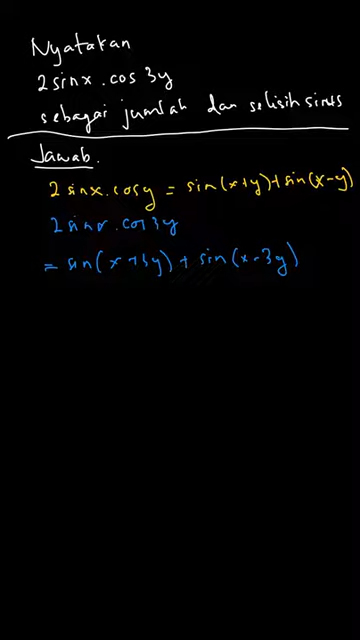 Nyatakan
2 sin x . cos 3y
sebagai jumlah dan selisih sinus
Jawab.
2 sin x . cos y = sin (x+y) + sin (x-y)
2 sin x . cos 3y
= sin (x+3y) + sin (x-3y)